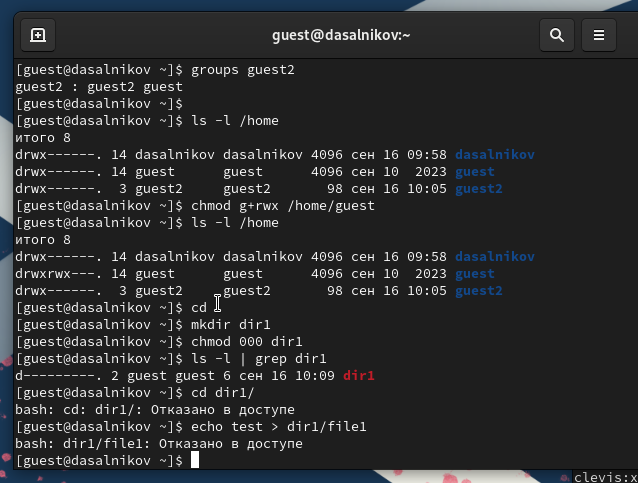 guest@dasalnikov:~
[guest@dasalnikov ~]$ groups guest2
guest2 : guest2 guest
[guest@dasalnikov ~]$
[guest@dasalnikov ~]$ ls -l /home
итого 8
drwx------. 14 dasalnikov dasalnikov 4096 сен 16 09:58 dasalnikov
drwx------. 14 guest      guest      4096 сен 10  2023 guest
drwx------.  3 guest2     guest2       98 сен 16 10:05 guest2
[guest@dasalnikov ~]$ chmod g+rwx /home/guest
[guest@dasalnikov ~]$ ls -l /home
итого 8
drwx------. 14 dasalnikov dasalnikov 4096 сен 16 09:58 dasalnikov
drwxrwx---. 14 guest      guest      4096 сен 10  2023 guest
drwx------.  3 guest2     guest2       98 сен 16 10:05 guest2
[guest@dasalnikov ~]$ cd
[guest@dasalnikov ~]$ mkdir dir1
[guest@dasalnikov ~]$ chmod 000 dir1
[guest@dasalnikov ~]$ ls -l | grep dir1
d---------. 2 guest guest 6 сен 16 10:09 dir1
[guest@dasalnikov ~]$ cd dir1/
bash: cd: dir1/: Отказано в доступе
[guest@dasalnikov ~]$ echo test > dir1/file1
bash: dir1/file1: Отказано в доступе
[guest@dasalnikov ~]$
clevis:x